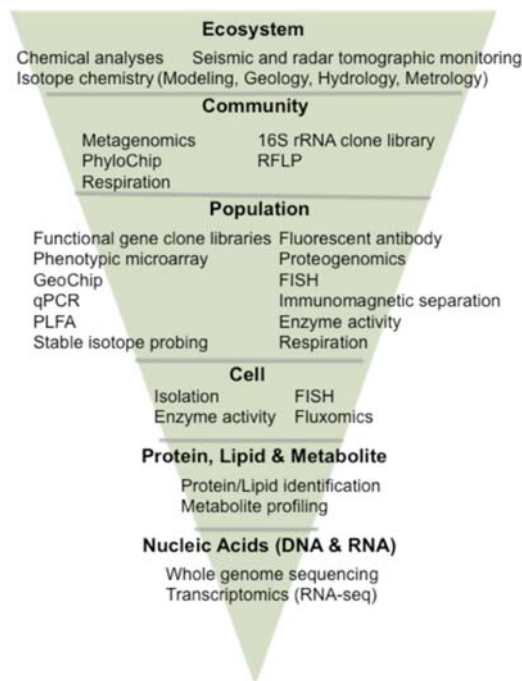 Ecosystem
Chemical analyses Seismic and radar tomographic monitoring
Isotope chemistry (Modeling, Geology, Hydrology, Metrology)
Community
Metagenomics 16S rRNA clone library
PhyloChip RFLP
Respiration
Population
Functional gene clone libraries Fluorescent antibody
Phenotypic microarray Proteogenomics
GeoChip FISH
qPCR Immunomagnetic separation
PLFA Enzyme activity
Stable isotope probing Respiration
Cell
Isolation FISH
Enzyme activity Fluxomics
Protein, Lipid & Metabolite
Protein/Lipid identification
Metabolite profiling
Nucleic Acids (DNA & RNA)
Whole genome sequencing
Transcriptomics (RNA-seq)